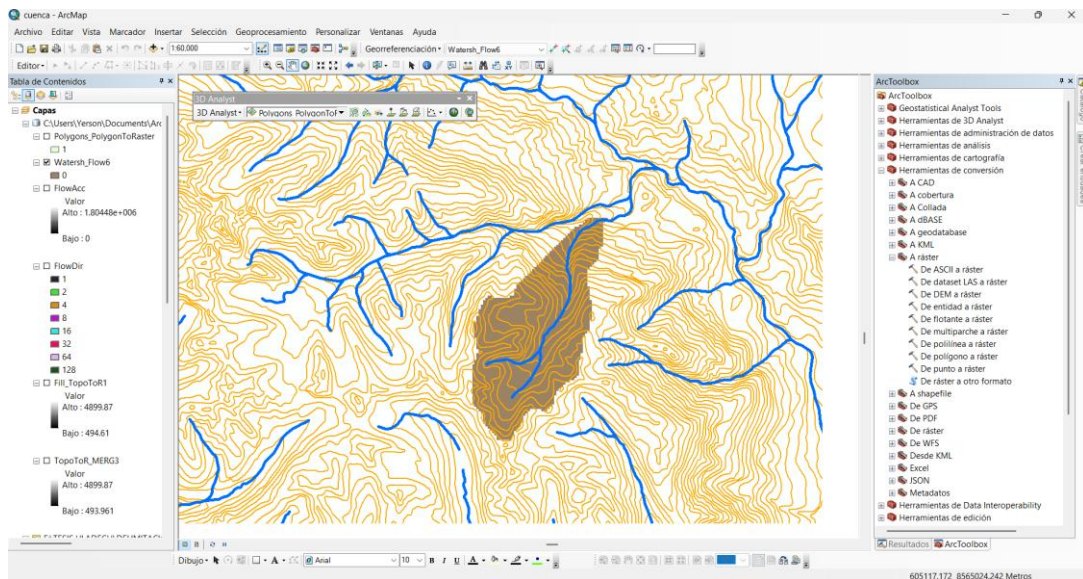 cuenca - ArcMap
Archivo Editar Vista Marcador Insertar Selección Geoprocesamiento Personalizar Ventanas Ayuda
1:60,000
Georreferenciación Watersh_Flow6
Editor
Tabla de Contenidos
Capas
C:\Users\Yerson\Documents\Arc
Polygons_PolygonToRaster
1
Watersh_Flow6
0
FlowAcc
Valor
Alto : 1.80448e+006
Bajo : 0
FlowDir
1
2
4
8
16
32
64
128
Fill_TopoToR1
Valor
Alto : 4899.87
Bajo : 494.61
TopoToR_MERG3
Valor
Alto : 4899.87
Bajo : 493.961
3D Analyst
3D Analyst Polygons_PolygonToF
ArcToolbox
ArcToolbox
Geostatistical Analyst Tools
Herramientas de 3D Analyst
Herramientas de administración de datos
Herramientas de análisis
Herramientas de cartografía
Herramientas de conversión
A CAD
A cobertura
A Collada
A dBASE
A geodatabase
A KML
A ráster
De ASCII a ráster
De dataset LAS a ráster
De DEM a ráster
De entidad a ráster
De flotante a ráster
De multiparche a ráster
De polilínea a ráster
De polígono a ráster
De punto a ráster
De ráster a otro formato
A shapefile
De GPS
De PDF
De ráster
De WFS
Desde KML
Excel
JSON
Metadatos
Herramientas de Data Interoperability
Herramientas de edición
Resultados ArcToolbox
Dibujo A Arial 10 N I U A
605117.172 8565024.242 Metros